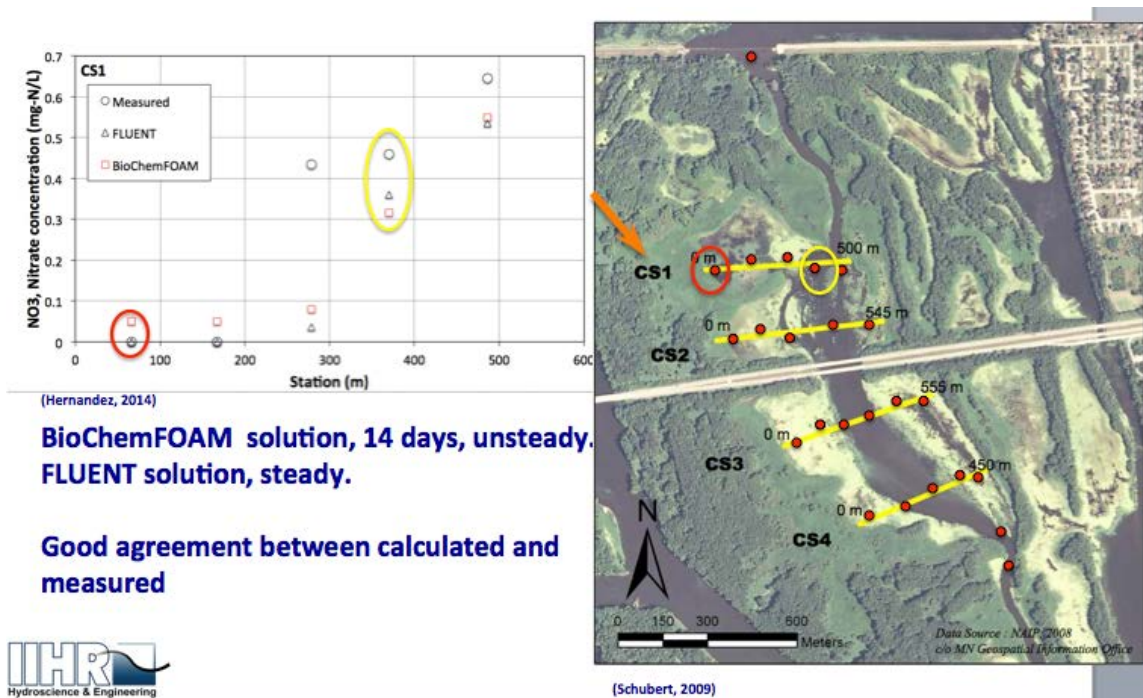 CS1
Measured
FLUENT
BioChemFOAM
NO3, Nitrate concentration (mg-N/L)
0.7
0.6
0.5
0.4
0.3
0.2
0.1
0
0 100 200 300 400 500 600
Station (m)
(Hernandez, 2014)
BioChemFOAM solution, 14 days, unsteady.
FLUENT solution, steady.
Good agreement between calculated and
measured
IIHR
Hydroscience & Engineering
0 m
500 m
CS1
0 m
545 m
CS2
0 m
555 m
CS3
0 m
450 m
CS4
N
0 150 300 600
Meters
Data Source : NAIP, 2008
c/o MN Geospatial Information Office
(Schubert, 2009)